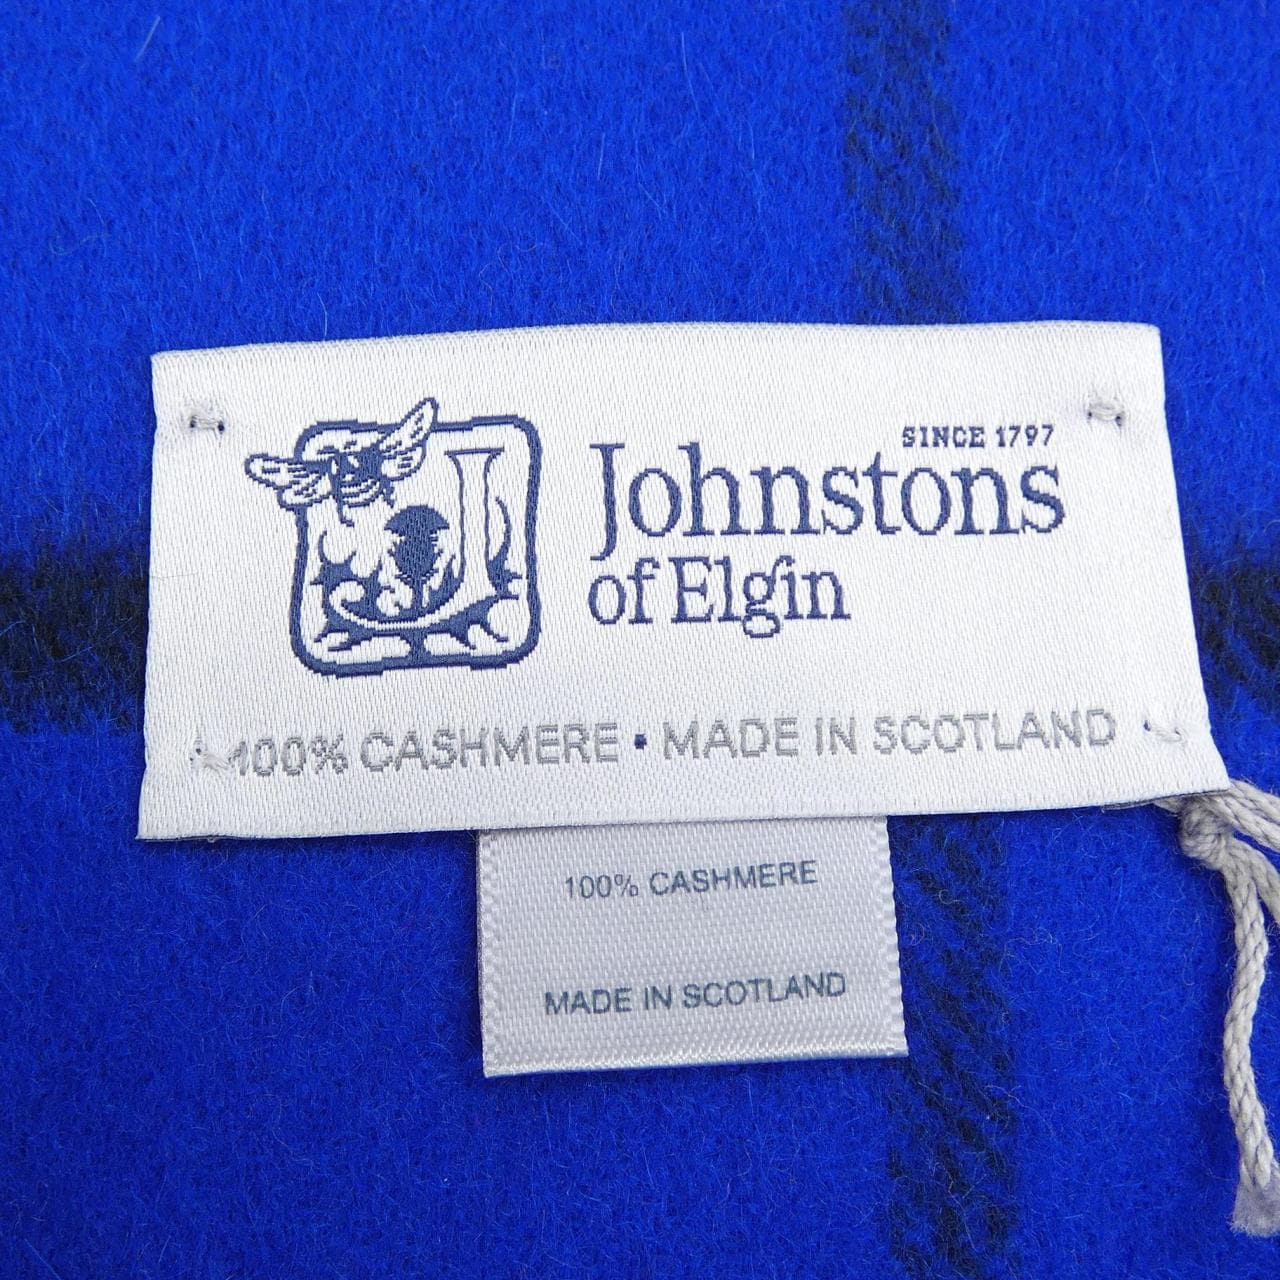 SINCE 1797
Johnstons
of Elgin
100% CASHMERE • MADE IN SCOTLAND
100% CASHMERE
MADE IN SCOTLAND